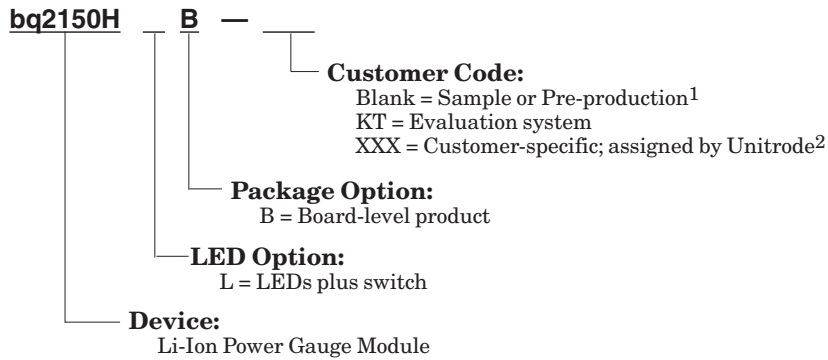 bq2150H B —
Customer Code:
Blank = Sample or Pre-production1
KT = Evaluation system
XXX = Customer-specific; assigned by Unitrode2
Package Option:
B = Board-level product
LED Option:
L = LEDs plus switch
Device:
Li-Ion Power Gauge Module